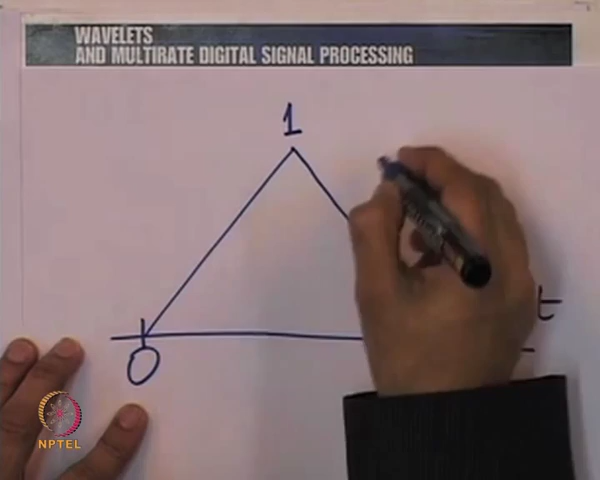 WAVELETS
AND MULTIRATE DIGITAL SIGNAL PROCESSING
1
t
0
NPTEL